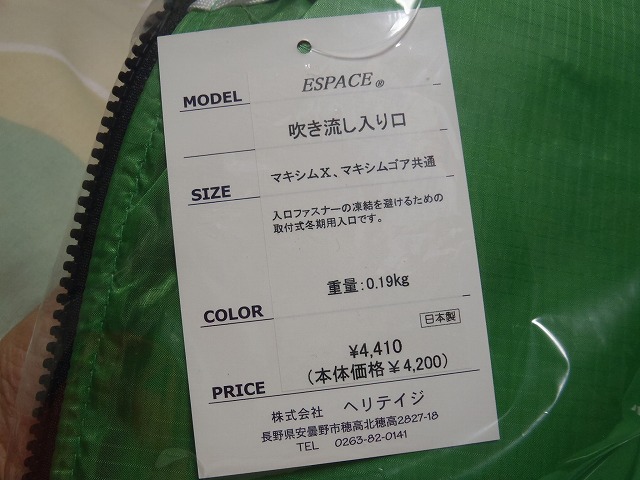 MODEL
ESPACE®
吹き流し入り口
SIZE
マキシムX、マキシムゴア共通
入口ファスナーの凍結を避けるための
取付式冬期用入口です。
重量：0.19kg
COLOR
日本製
¥4,410
(本体価格￥4,200)
PRICE
株式会社 ヘリテイジ
長野県安曇野市穂高北穂高2827-18
TEL 0263-82-0141